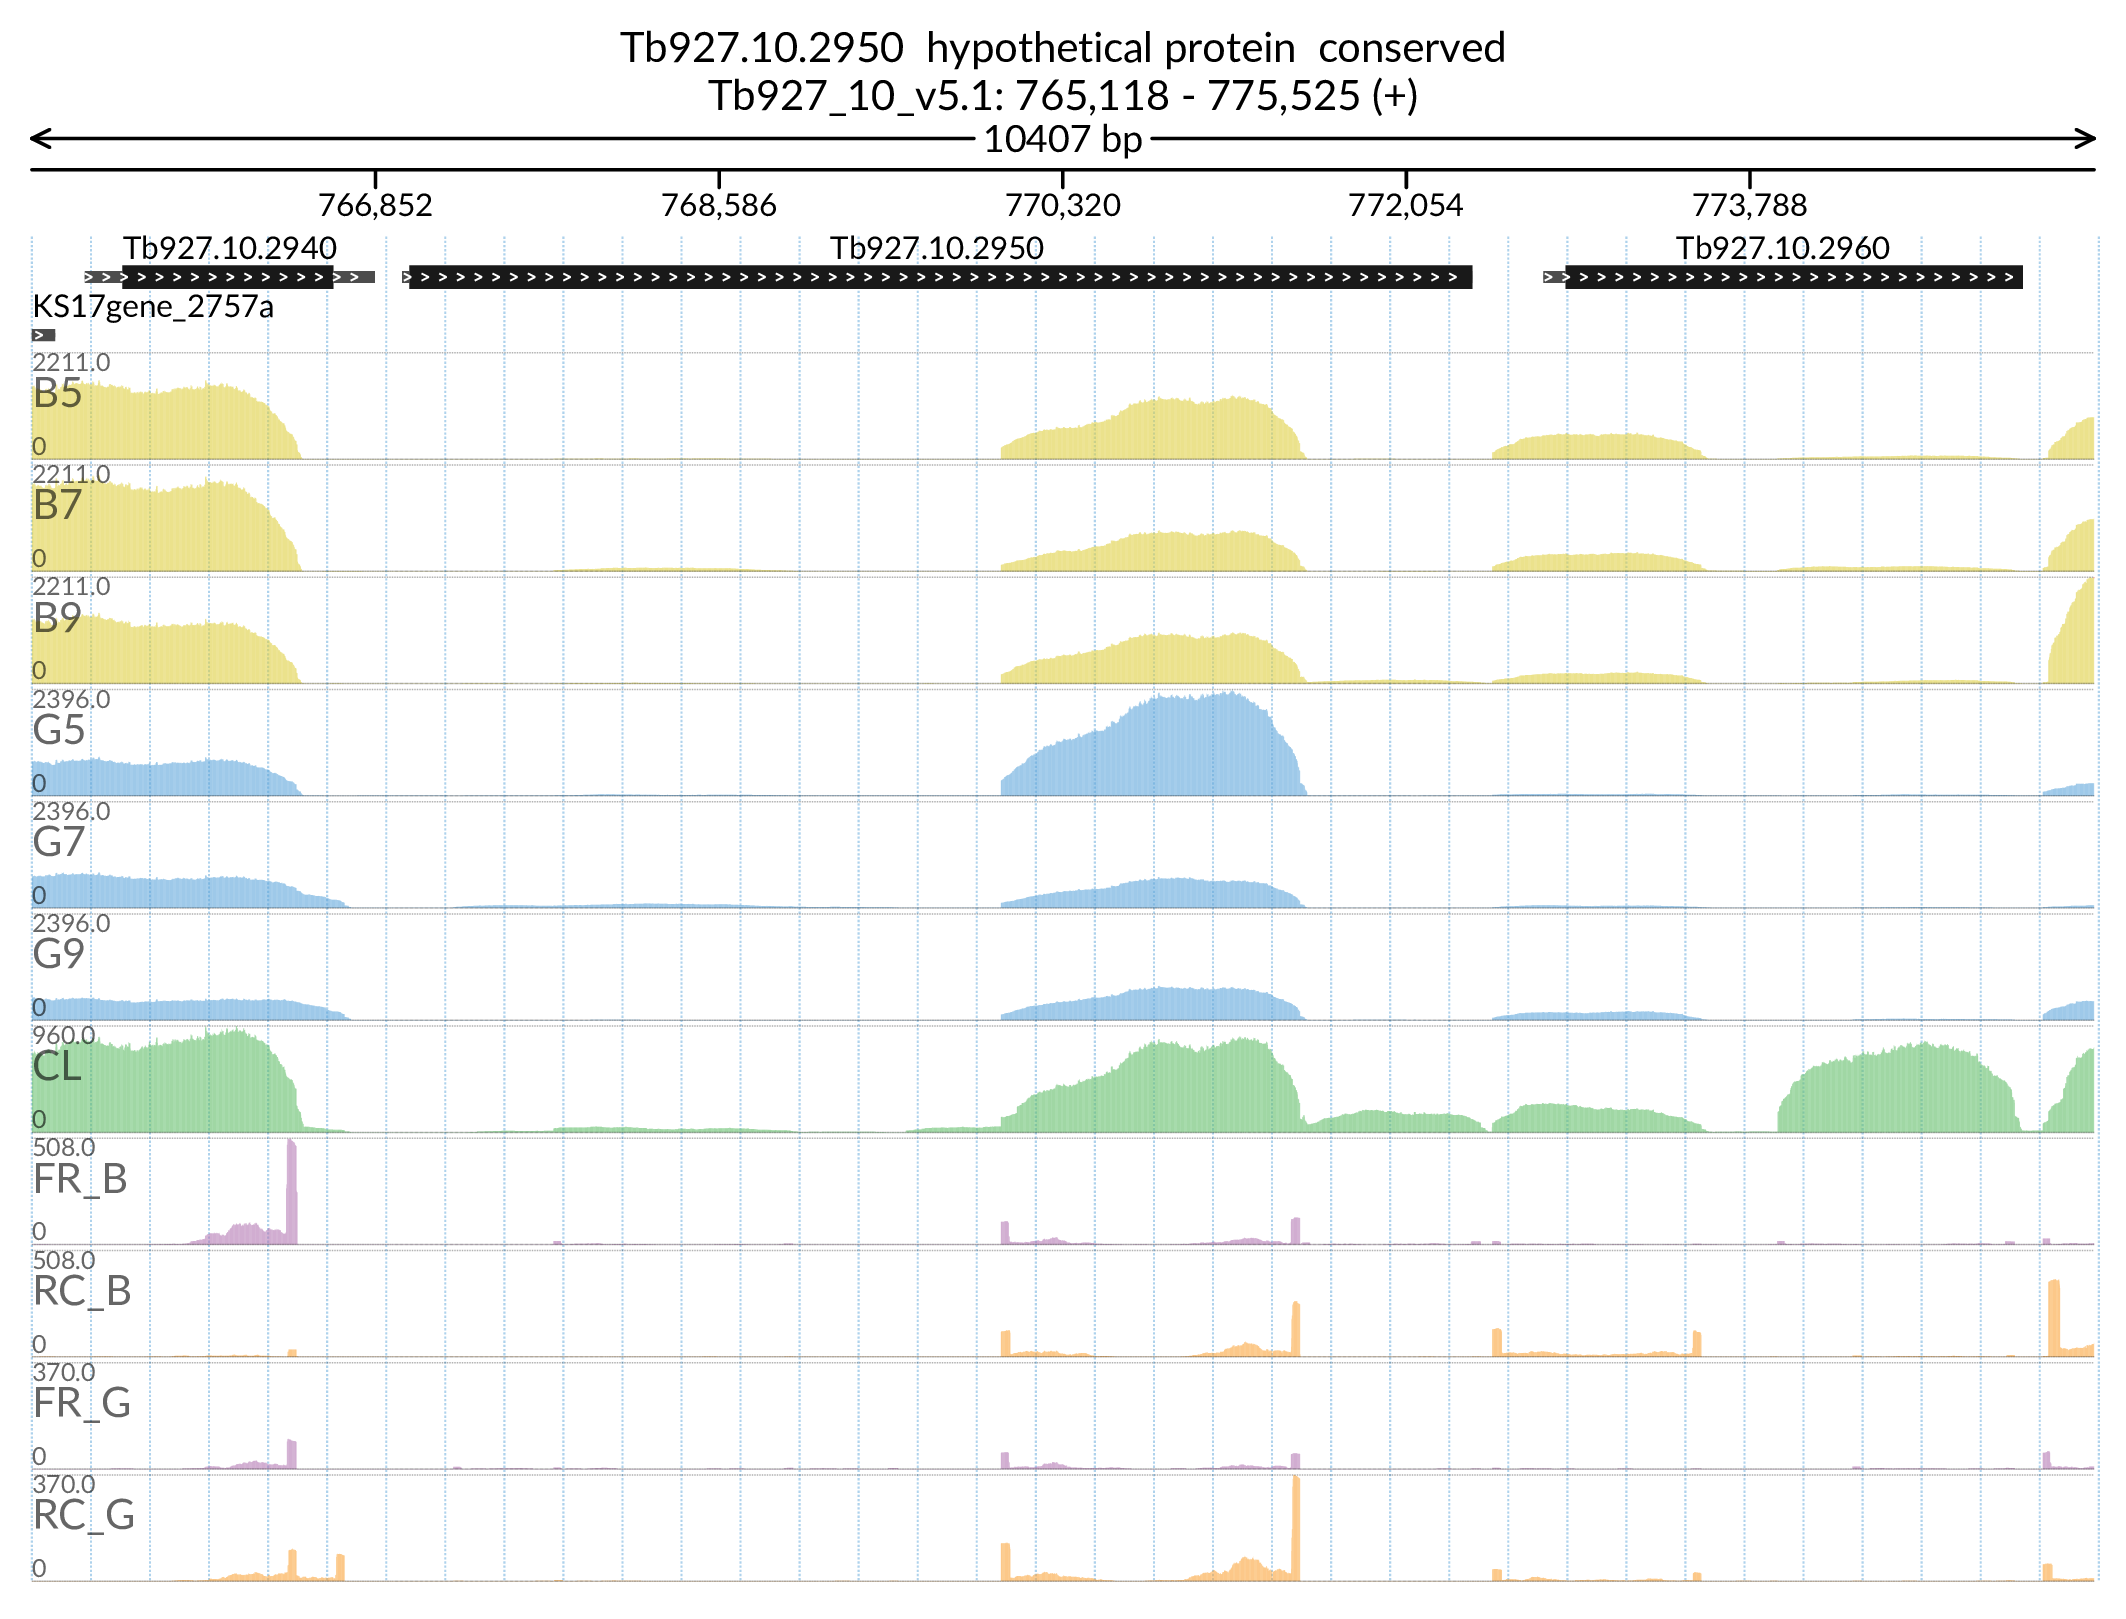 Tb927.10.2950 hypothetical protein conserved
Tb927_10_v5.1: 765,118 - 775,525 (+)
10407 bp
766,852 768,586 770,320 772,054 773,788
Tb927.10.2940 Tb927.10.2950 Tb927.10.2960
KS17gene_2757a
2211.0
B5
0
2211.0
B7
0
2211.0
B9
0
2396.0
G5
0
2396.0
G7
0
2396.0
G9
0
960.0
CL
0
508.0
FR_B
0
508.0
RC_B
0
370.0
FR_G
0
370.0
RC_G
0